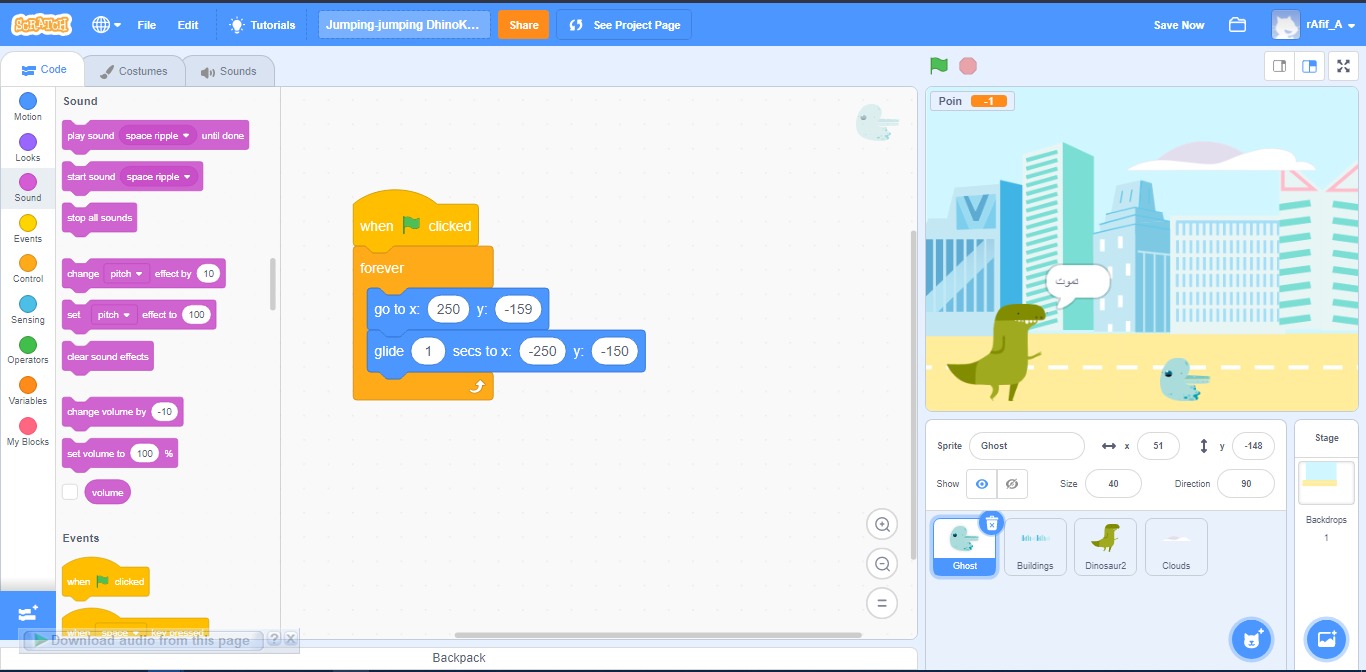 SCRATCH
File Edit Tutorials Jumping-jumping DhinoK... Share See Project Page Save Now rAfif_A
Code Costumes Sounds
Motion
Looks
Sound
Events
Control
Sensing
Operators
Variables
My Blocks
Sound
play sound space ripple until done
start sound space ripple
stop all sounds
change pitch effect by 10
set pitch effect to 100
clear sound effects
change volume by -10
set volume to 100 %
volume
Events
when clicked
when space key pressed
Download audio from this page ? X
when clicked
forever
go to x: 250 y: -159
glide 1 secs to x: -250 y: -150
Backpack
Poin -1
تموت
Sprite Ghost x 51 y -148
Show Size 40 Direction 90
Ghost Buildings Dinosaur2 Clouds
Stage
Backdrops
1